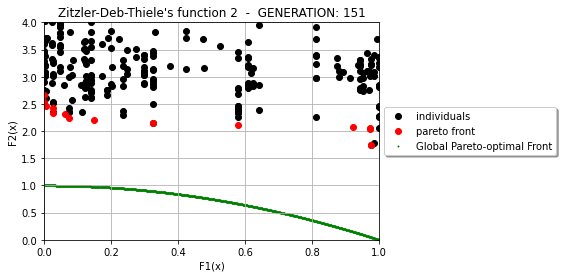 Zitzler-Deb-Thiele's function 2  -  GENERATION: 151
F2(x)
4.0
3.5
3.0
2.5
2.0
1.5
1.0
0.5
0.0
0.0 0.2 0.4 0.6 0.8 1.0
F1(x)
individuals
pareto front
Global Pareto-optimal Front